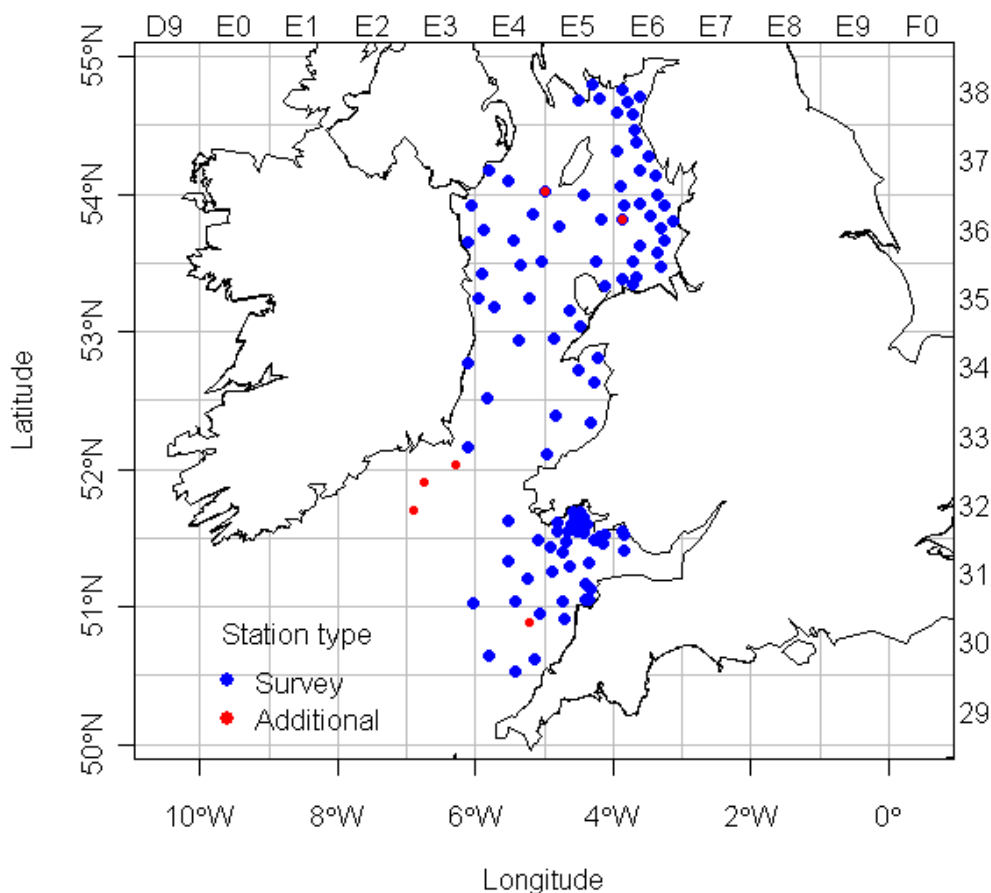 D9 E0 E1 E2 E3 E4 E5 E6 E7 E8 E9 F0
55°N
54°N
53°N
52°N
51°N
50°N
Latitude
38
37
36
35
34
33
32
31
30
29
Station type
Survey
Additional
10°W 8°W 6°W 4°W 2°W 0°
Longitude